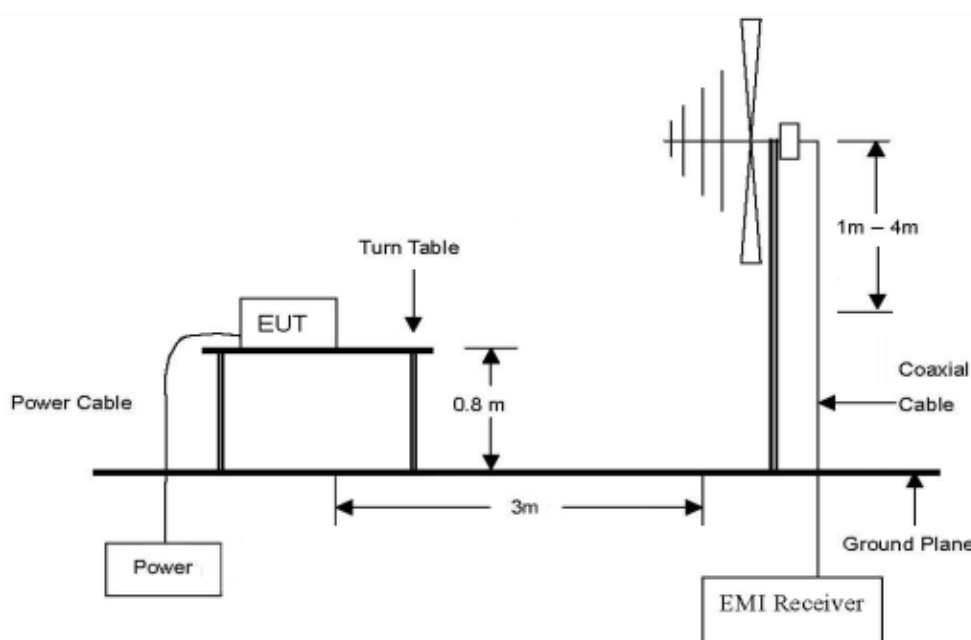 1m – 4m
Turn Table
EUT
Coaxial
Cable
Power Cable
0.8 m
3m
Ground Plane
Power
EMI Receiver